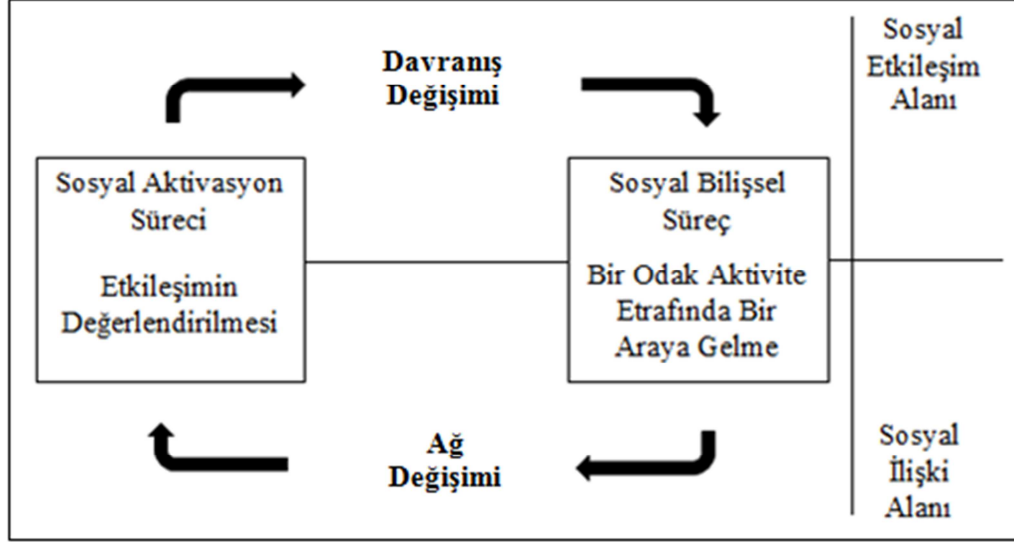 Davranış
Değişimi
Sosyal
Etkileşim
Alanı
Sosyal Aktivasyon
Süreci
Etkileşimin
Değerlendirilmesi
Sosyal Bilişsel
Süreç
Bir Odak Aktivite
Etrafında Bir
Araya Gelme
Ağ
Değişimi
Sosyal
İlişki
Alanı